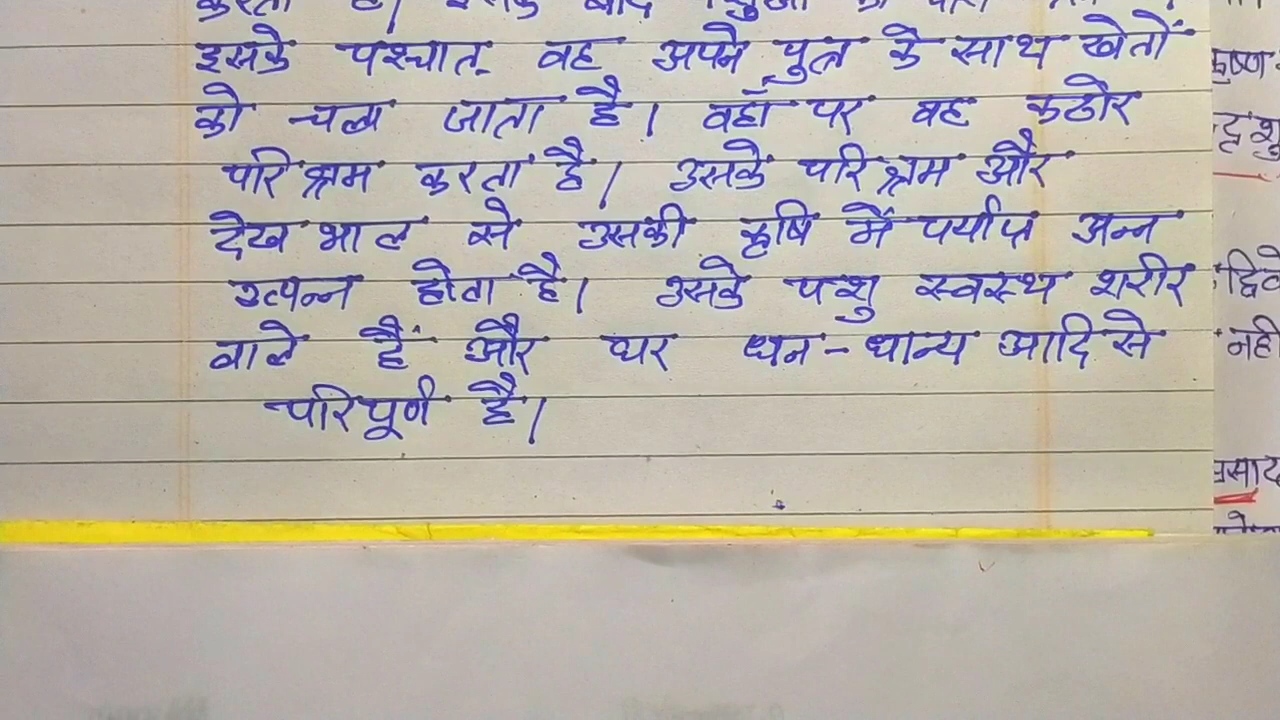 इसके पश्चात् वह अपने पुत्र के साथ खेतों
को चला जाता है। वहाँ पर वह कठोर
परिश्रम करता है। उसके परिश्रम और
देखभाल से उसकी कृषि में पर्याप्त अन्न
उत्पन्न होता है। उसके पशु स्वस्थ शरीर
वाले हैं और घर धन-धान्य आदि से
परिपूर्ण है।
कृष्ण
नही